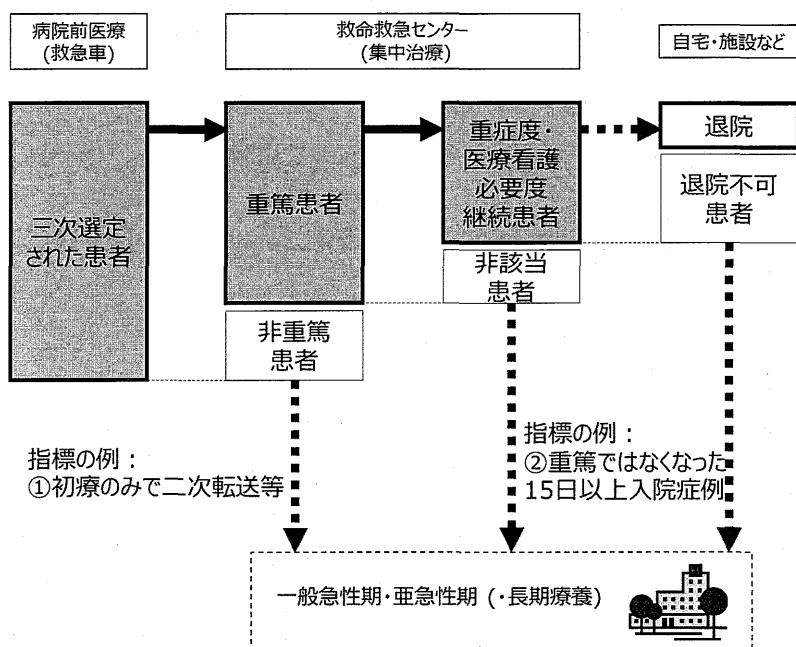 病院前医療
(救急車)
救命救急センター
(集中治療)
自宅・施設など
三次選定
された患者
重篤患者
非重篤
患者
重症度・
医療看護
必要度
継続患者
非該当
患者
退院
退院不可
患者
指標の例：
①初療のみで二次転送等
指標の例：
②重篤ではなくなった
15日以上入院症例
一般急性期・亜急性期 (・長期療養)